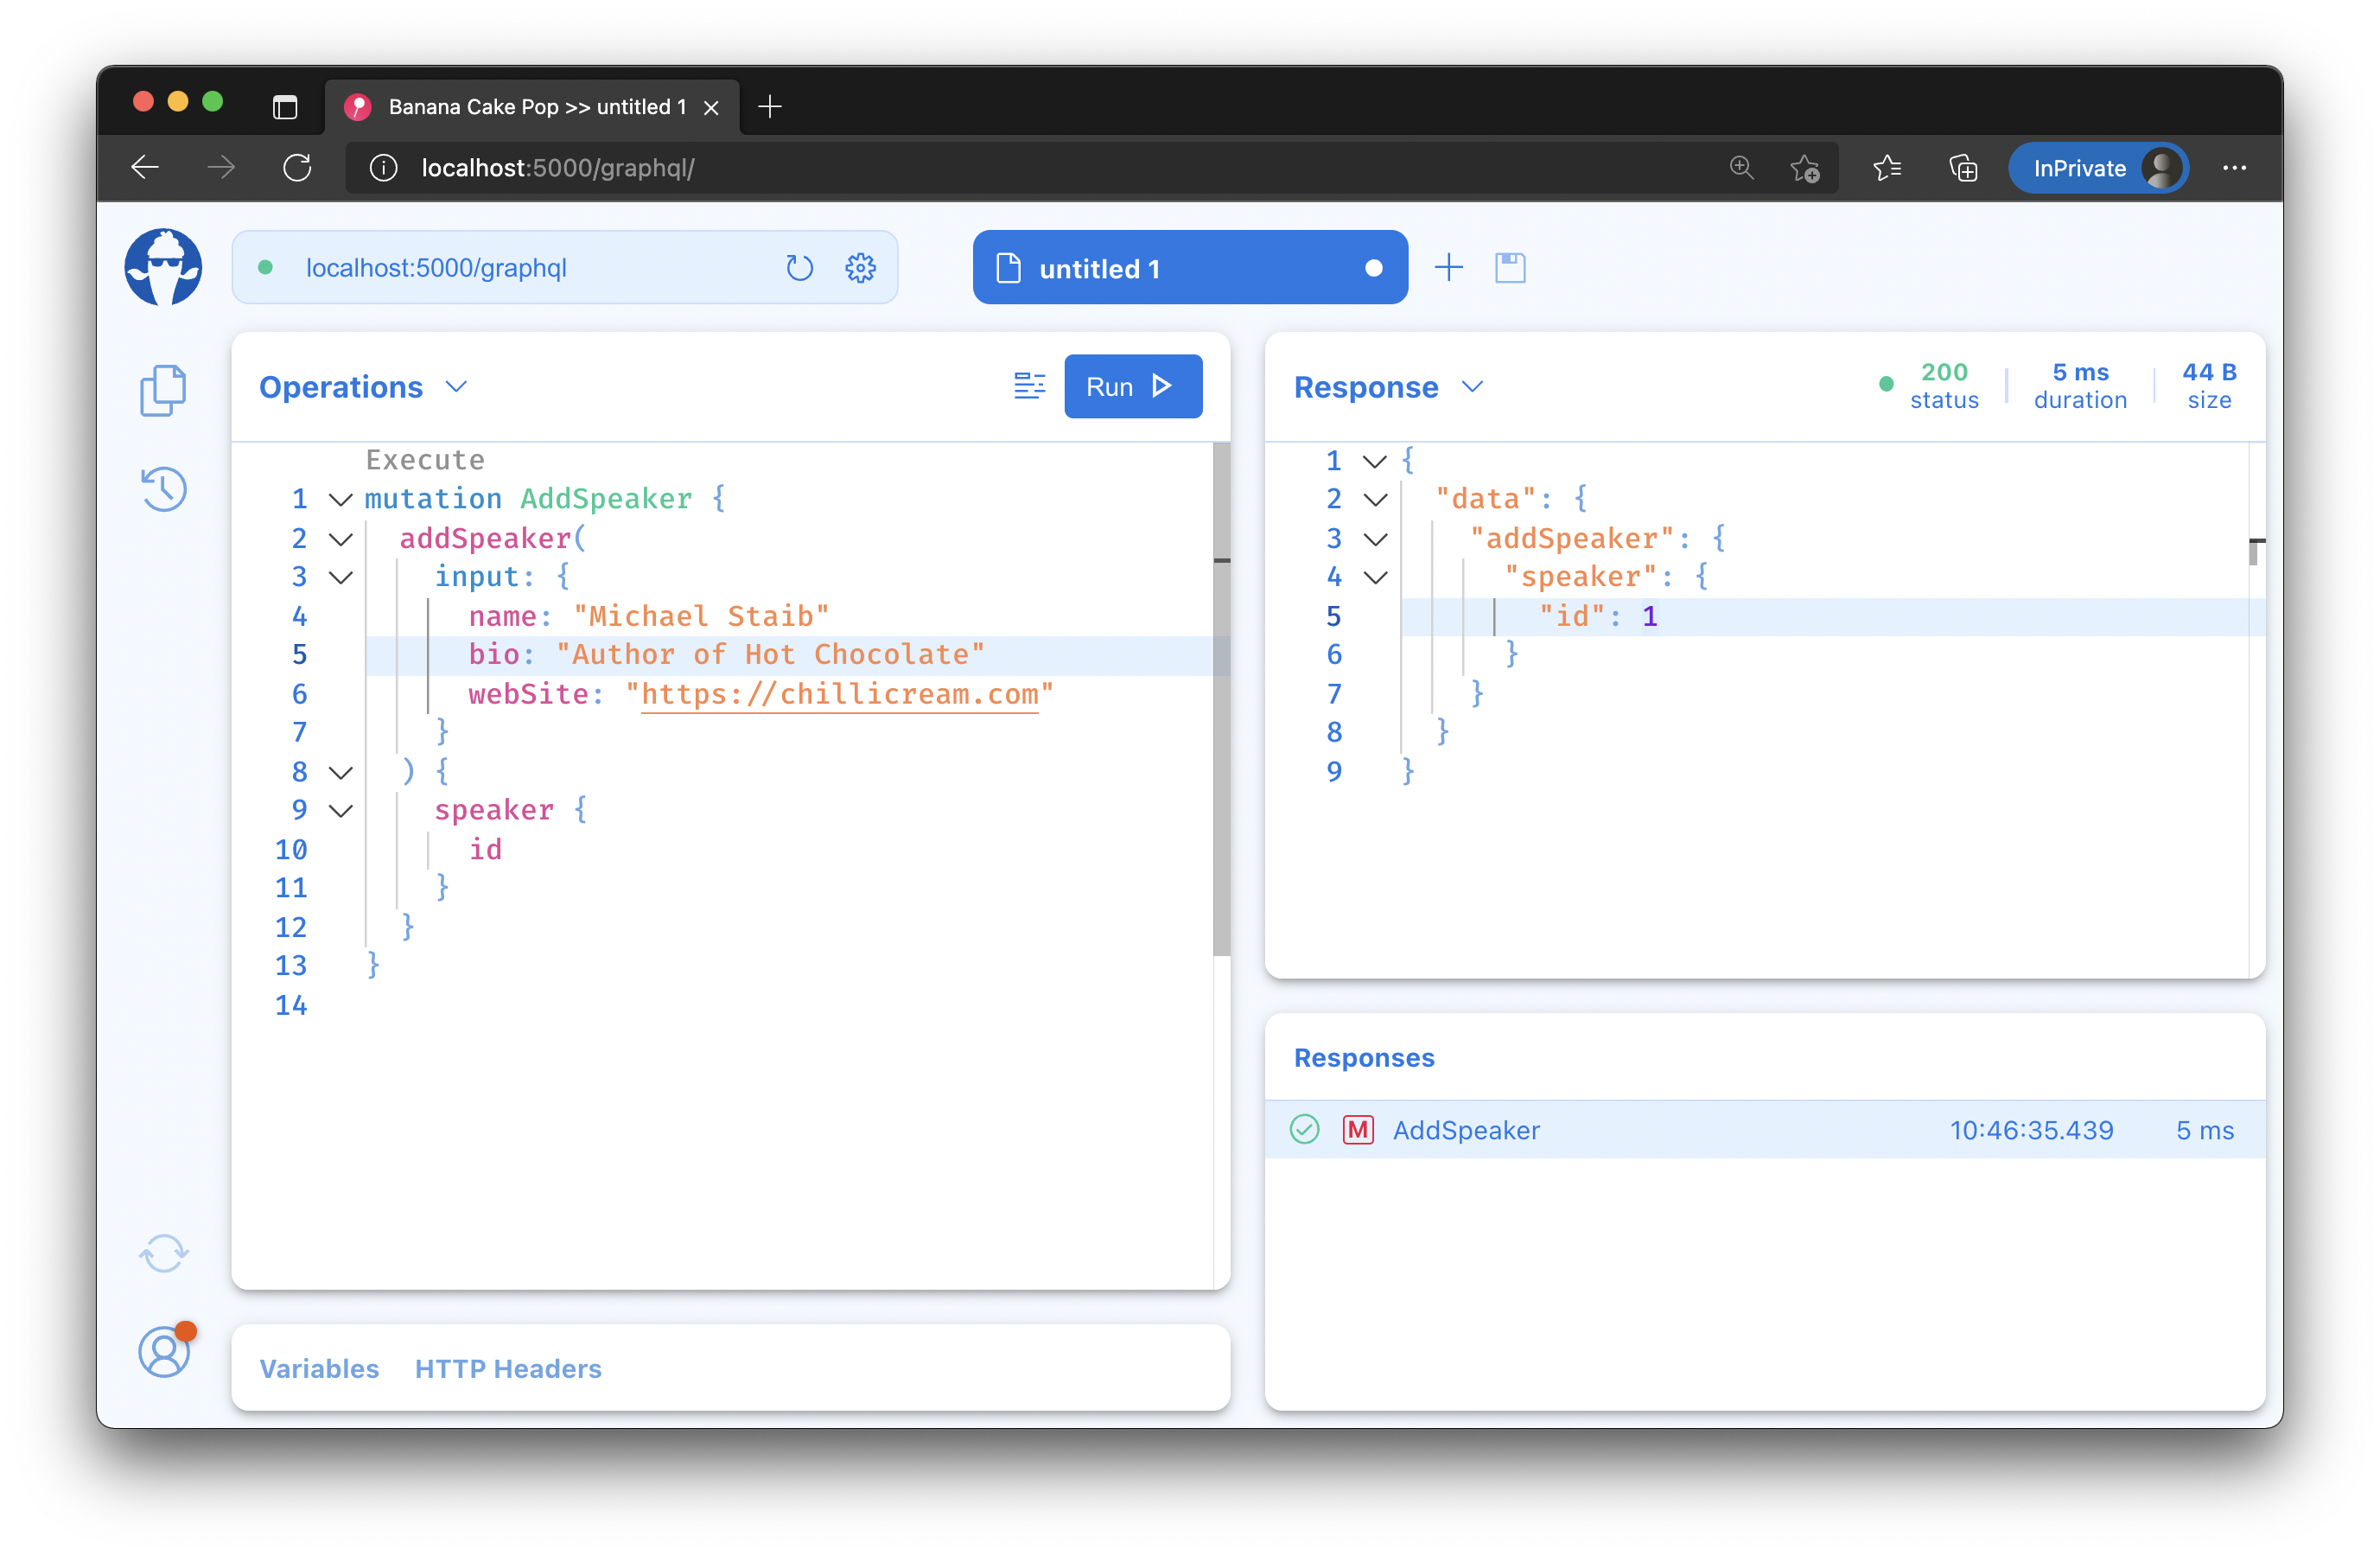 Banana Cake Pop >> untitled 1
localhost:5000/graphql/
InPrivate
localhost:5000/graphql
untitled 1
Operations
Run
Execute
1 mutation AddSpeaker {
2 addSpeaker(
3 input: {
4 name: "Michael Staib"
5 bio: "Author of Hot Chocolate"
6 webSite: "https://chillicream.com"
7 }
8 ) {
9 speaker {
10 id
11 }
12 }
13 }
14
Variables HTTP Headers
Response
200 status
5 ms duration
44 B size
1 {
2 "data": {
3 "addSpeaker": {
4 "speaker": {
5 "id": 1
6 }
7 }
8 }
9 }
Responses
M AddSpeaker 10:46:35.439 5 ms